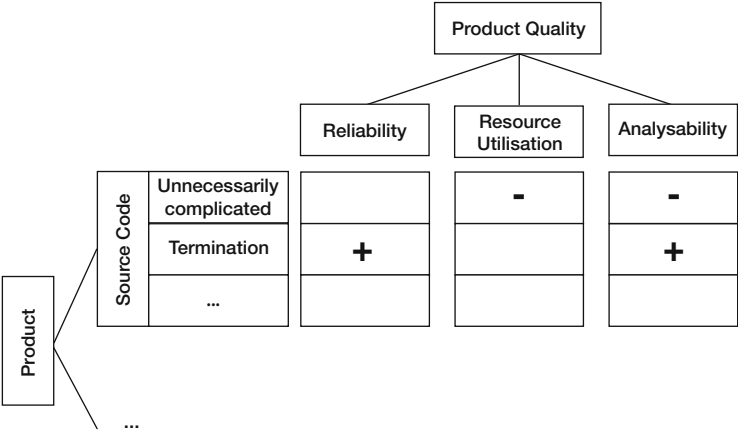 Product Quality
Reliability
Resource
Utilisation
Analysability
Source Code
Unnecessarily
complicated
-
-
Termination
+
+
...
Product
...